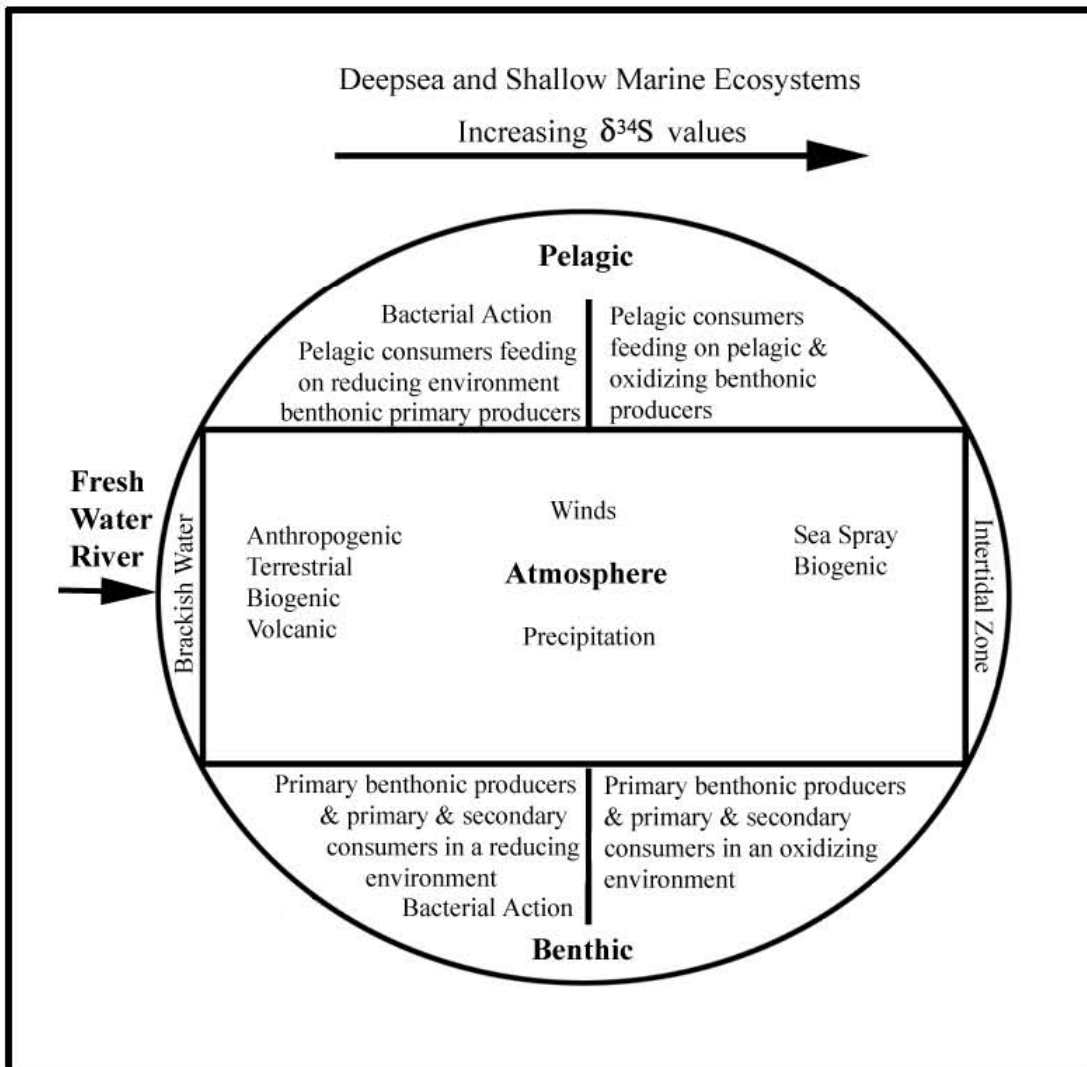 Deepsea and Shallow Marine Ecosystems
Increasing δ³⁴S values
Pelagic
Bacterial Action
Pelagic consumers feeding
on reducing environment
benthonic primary producers
Pelagic consumers
feeding on pelagic &
oxidizing benthonic
producers
Fresh
Water
River
Brackish Water
Anthropogenic
Terrestrial
Biogenic
Volcanic
Winds
Atmosphere
Precipitation
Sea Spray
Biogenic
Intertidal Zone
Primary benthonic producers
& primary & secondary
consumers in a reducing
environment
Bacterial Action
Primary benthonic producers
& primary & secondary
consumers in an oxidizing
environment
Benthic